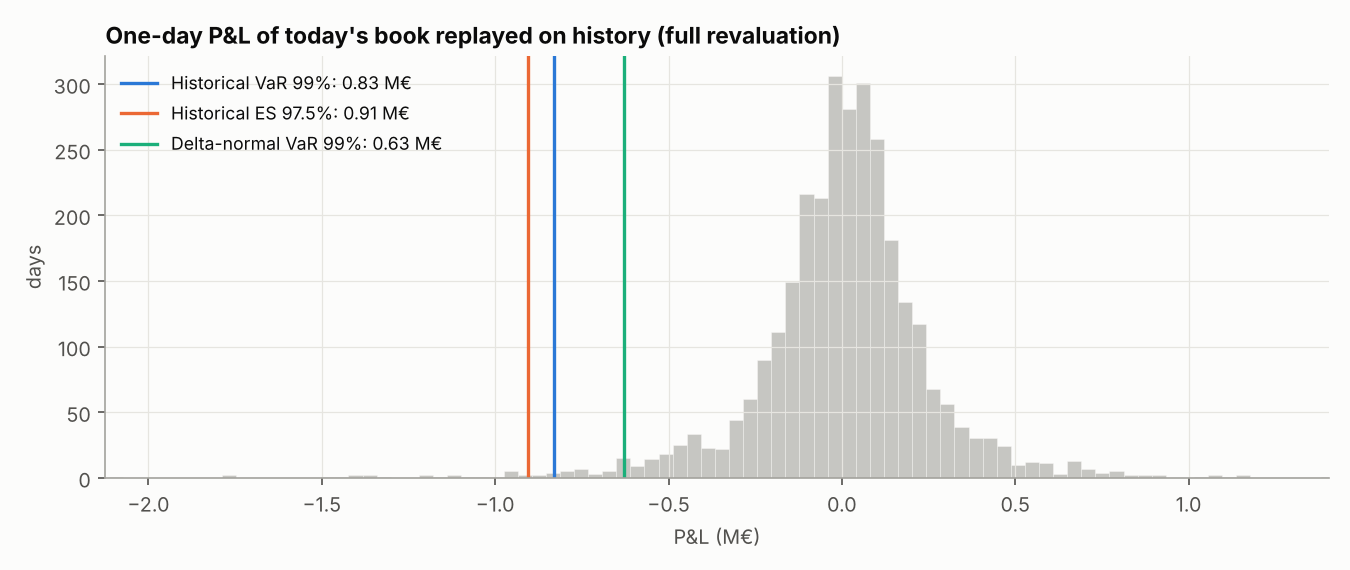 One-day P&L of today's book replayed on history (full revaluation)
Historical VaR 99%: 0.83 M€
Historical ES 97.5%: 0.91 M€
Delta-normal VaR 99%: 0.63 M€
300
250
200
150
100
50
0
days
−2.0
−1.5
−1.0
−0.5
0.0
0.5
1.0
P&L (M€)